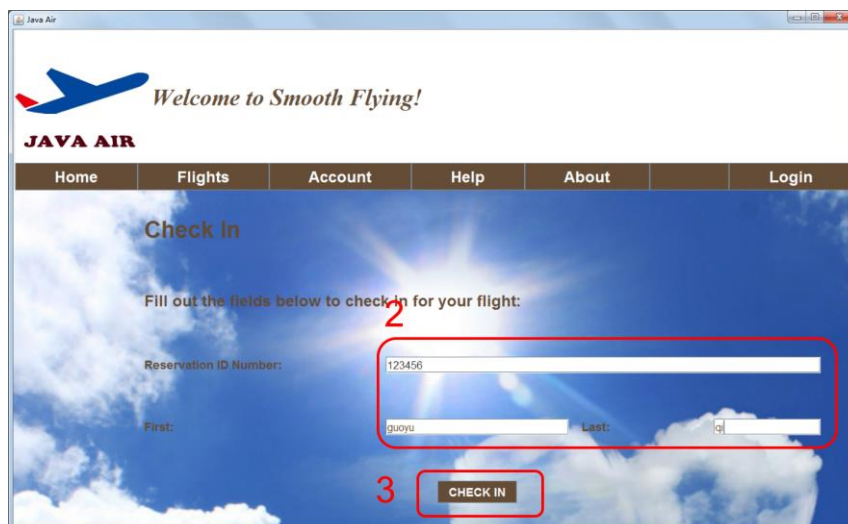 Java Air
Welcome to Smooth Flying!
JAVA AIR
Home Flights Account Help About Login
Check In
Fill out the fields below to check in for your flight:
2
Reservation ID Number: 123456
First: guoyu Last: qi
3 CHECK IN